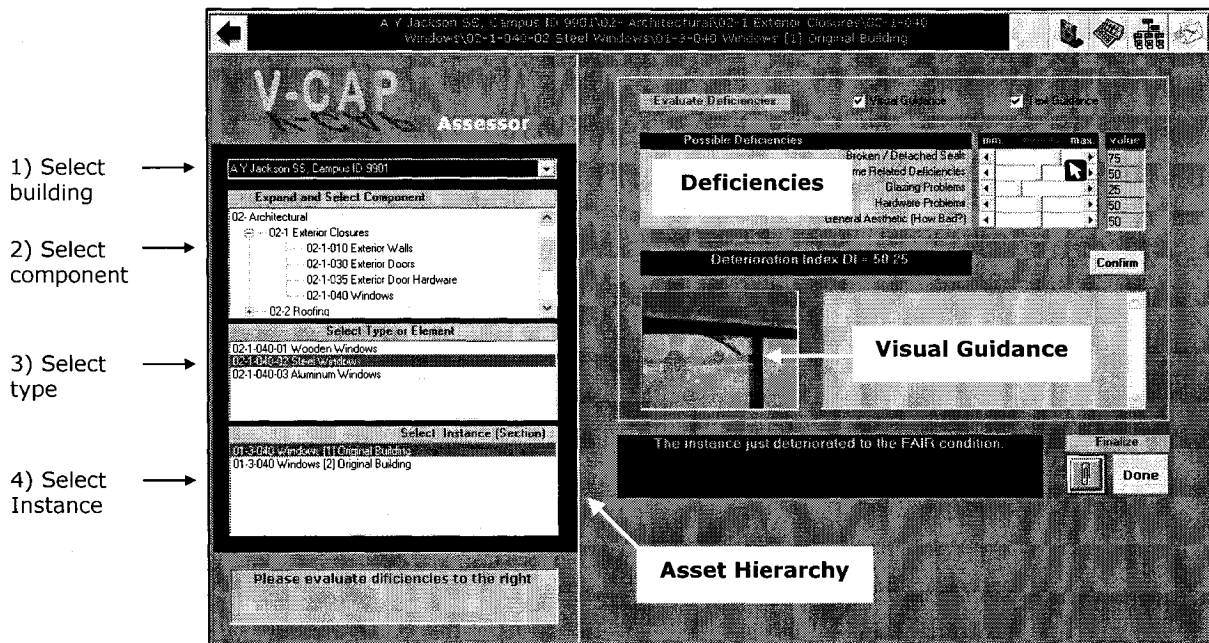 A Y Jackson SS, Campus ID 9901\02- Architectural\02-1 Exterior Closures\02-1-040
Windows\02-1-040-02 Steel Windows\01-3-040 Windows [1] Original Building
V-CAP
Assessor
1) Select
building
A Y Jackson SS, Campus ID 9901
Expand and Select Component
2) Select
component
02- Architectural
02-1 Exterior Closures
02-1-010 Exterior Walls
02-1-030 Exterior Doors
02-1-035 Exterior Door Hardware
02-1-040 Windows
02-2 Roofing
Select Type or Element
3) Select
type
02-1-040-01 Wooden Windows
02-1-040-02 Steel Windows
02-1-040-03 Aluminum Windows
Select Instance (Section)
4) Select
Instance
01-3-040 Windows [1] Original Building
01-3-040 Windows [2] Original Building
Please evaluate dificiencies to the right
Evaluate Deficiencies
Visual Guidance
Text Guidance
Possible Deficiencies
min.
max.
value
Broken / Detached Seals
75
me Related Deficiencies
50
Glazing Problems
25
Hardware Problems
50
General Aesthetic (How Bad?)
50
Deficiencies
Deterioration Index DI = 50.25
Confirm
Visual Guidance
The instance just deteriorated to the FAIR condition.
Finalize
Done
Asset Hierarchy